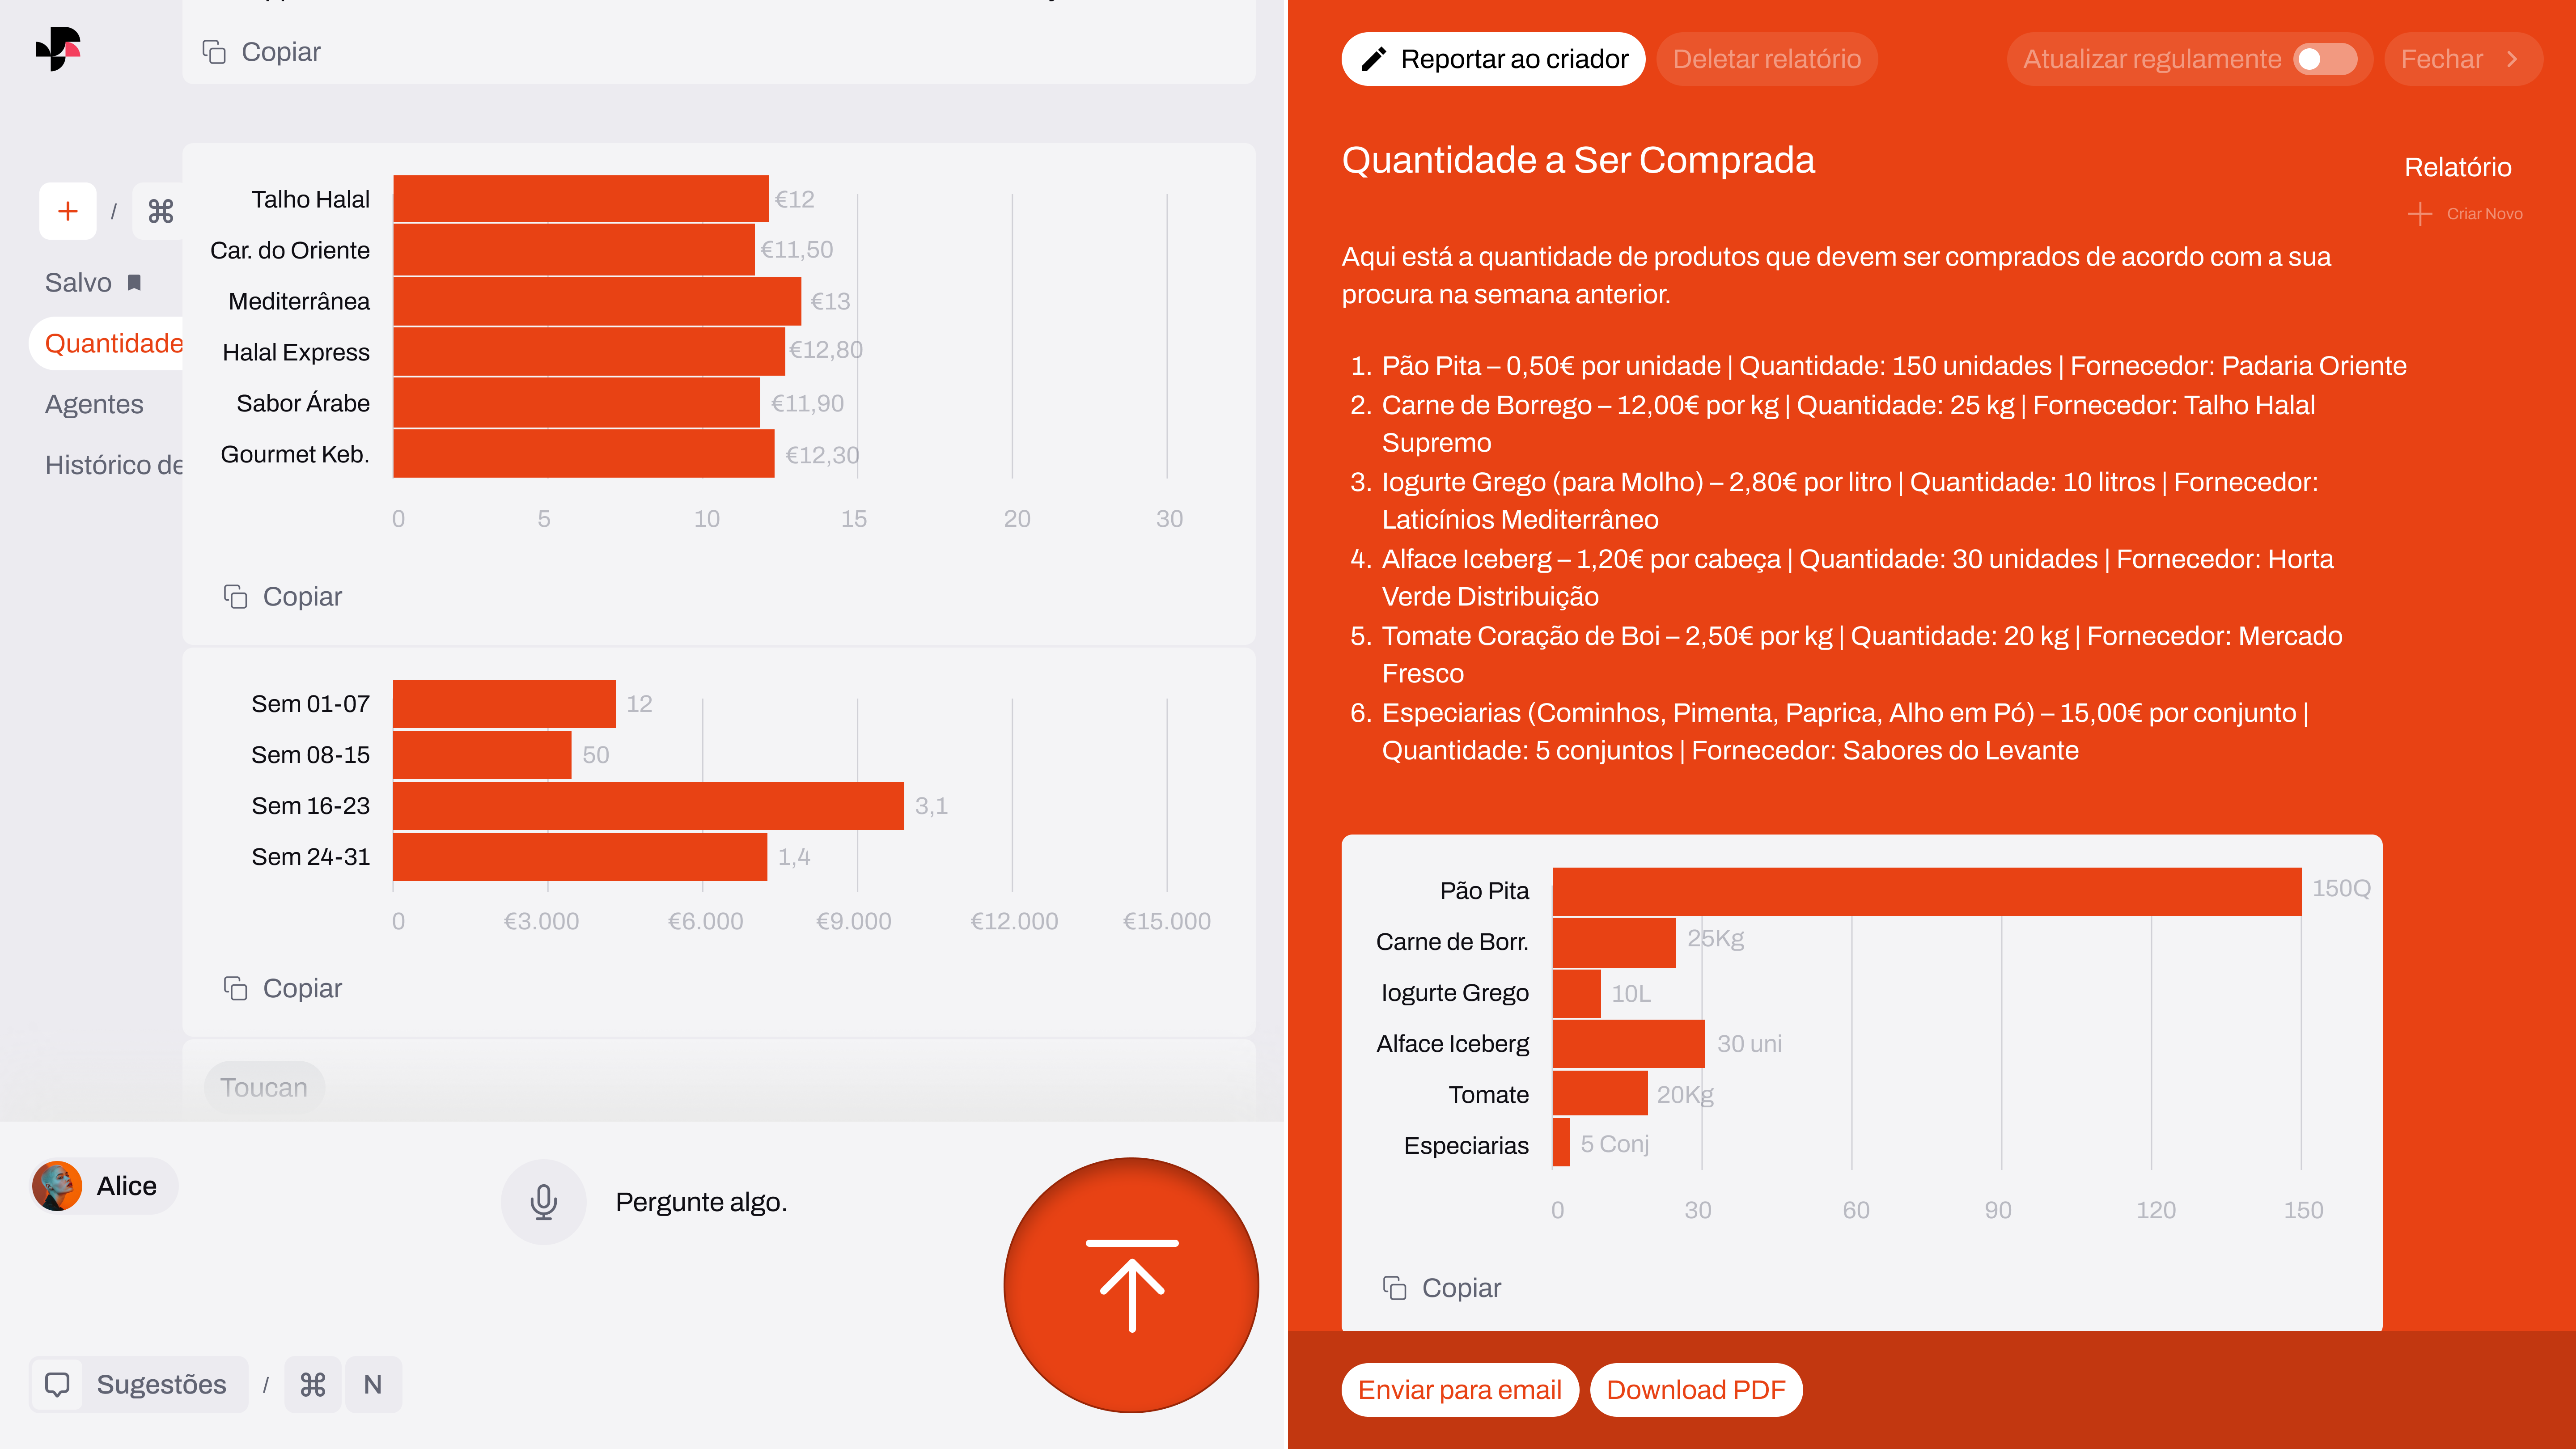 Copiar
+ / ⌘
Salvo
Quantidade
Agentes
Histórico de
Talho Halal €12
Car. do Oriente €11,50
Mediterrânea €13
Halal Express €12,80
Sabor Árabe €11,90
Gourmet Keb. €12,30
0 5 10 15 20 30
Copiar
Sem 01-07 12
Sem 08-15 50
Sem 16-23 3,1
Sem 24-31 1,4
0 €3.000 €6.000 €9.000 €12.000 €15.000
Copiar
Toucan
Alice
Pergunte algo.
Sugestões / ⌘ N
Reportar ao criador
Deletar relatório
Atualizar regulamente
Fechar
Quantidade a Ser Comprada
Relatório
Criar Novo
Aqui está a quantidade de produtos que devem ser comprados de acordo com a sua
procura na semana anterior.
1. Pão Pita – 0,50€ por unidade | Quantidade: 150 unidades | Fornecedor: Padaria Oriente
2. Carne de Borrego – 12,00€ por kg | Quantidade: 25 kg | Fornecedor: Talho Halal
Supremo
3. Iogurte Grego (para Molho) – 2,80€ por litro | Quantidade: 10 litros | Fornecedor:
Laticínios Mediterrâneo
4. Alface Iceberg – 1,20€ por cabeça | Quantidade: 30 unidades | Fornecedor: Horta
Verde Distribuição
5. Tomate Coração de Boi – 2,50€ por kg | Quantidade: 20 kg | Fornecedor: Mercado
Fresco
6. Especiarias (Cominhos, Pimenta, Paprica, Alho em Pó) – 15,00€ por conjunto |
Quantidade: 5 conjuntos | Fornecedor: Sabores do Levante
Pão Pita 150Q
Carne de Borr. 25Kg
Iogurte Grego 10L
Alface Iceberg 30 uni
Tomate 20Kg
Especiarias 5 Conj
0 30 60 90 120 150
Copiar
Enviar para email
Download PDF